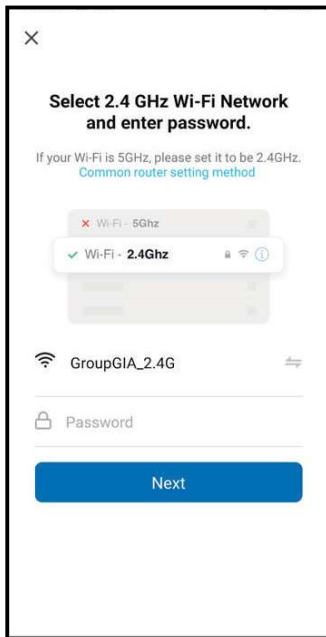 Select 2.4 GHz Wi-Fi Network
and enter password.
If your Wi-Fi is 5GHz, please set it to be 2.4GHz.
Common router setting method
Wi-Fi - 5Ghz
Wi-Fi - 2.4Ghz
GroupGIA_2.4G
Password
Next